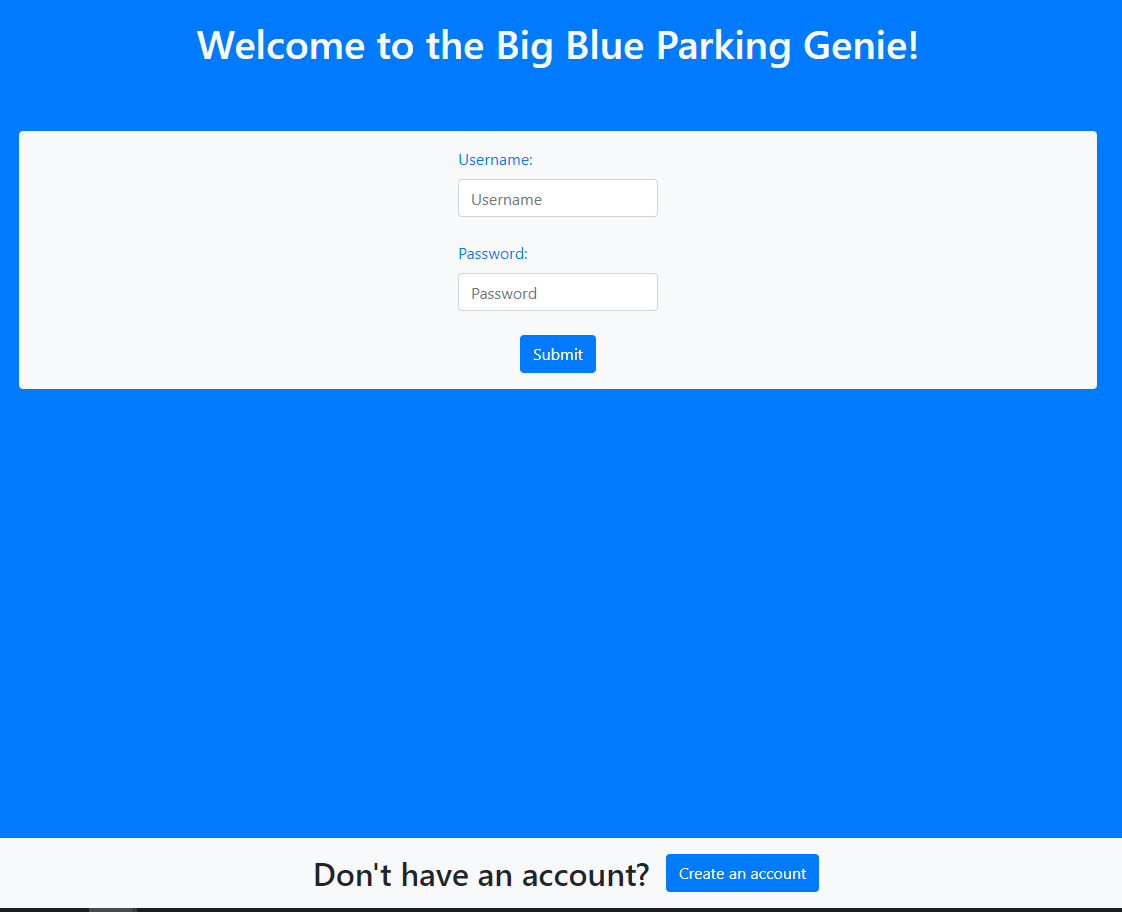 Welcome to the Big Blue Parking Genie!
Username:
Username
Password:
Password
Submit
Don't have an account? Create an account